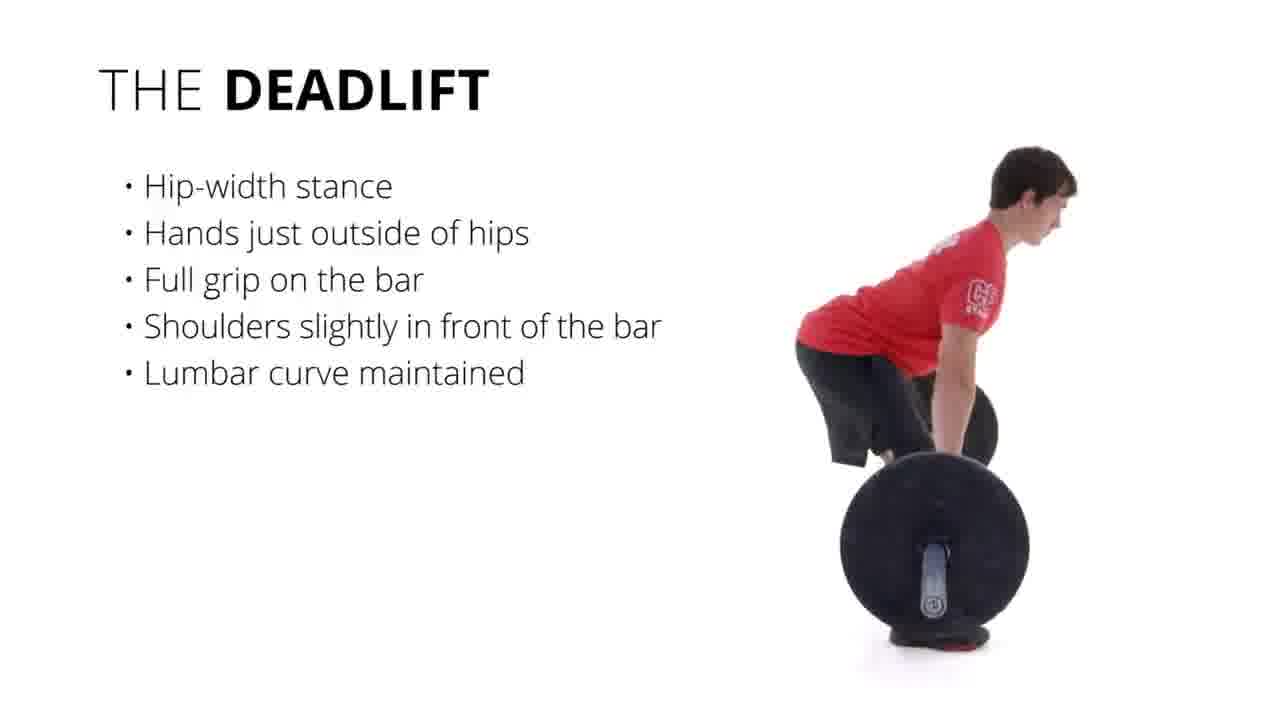 THE DEADLIFT
• Hip-width stance
• Hands just outside of hips
• Full grip on the bar
• Shoulders slightly in front of the bar
• Lumbar curve maintained